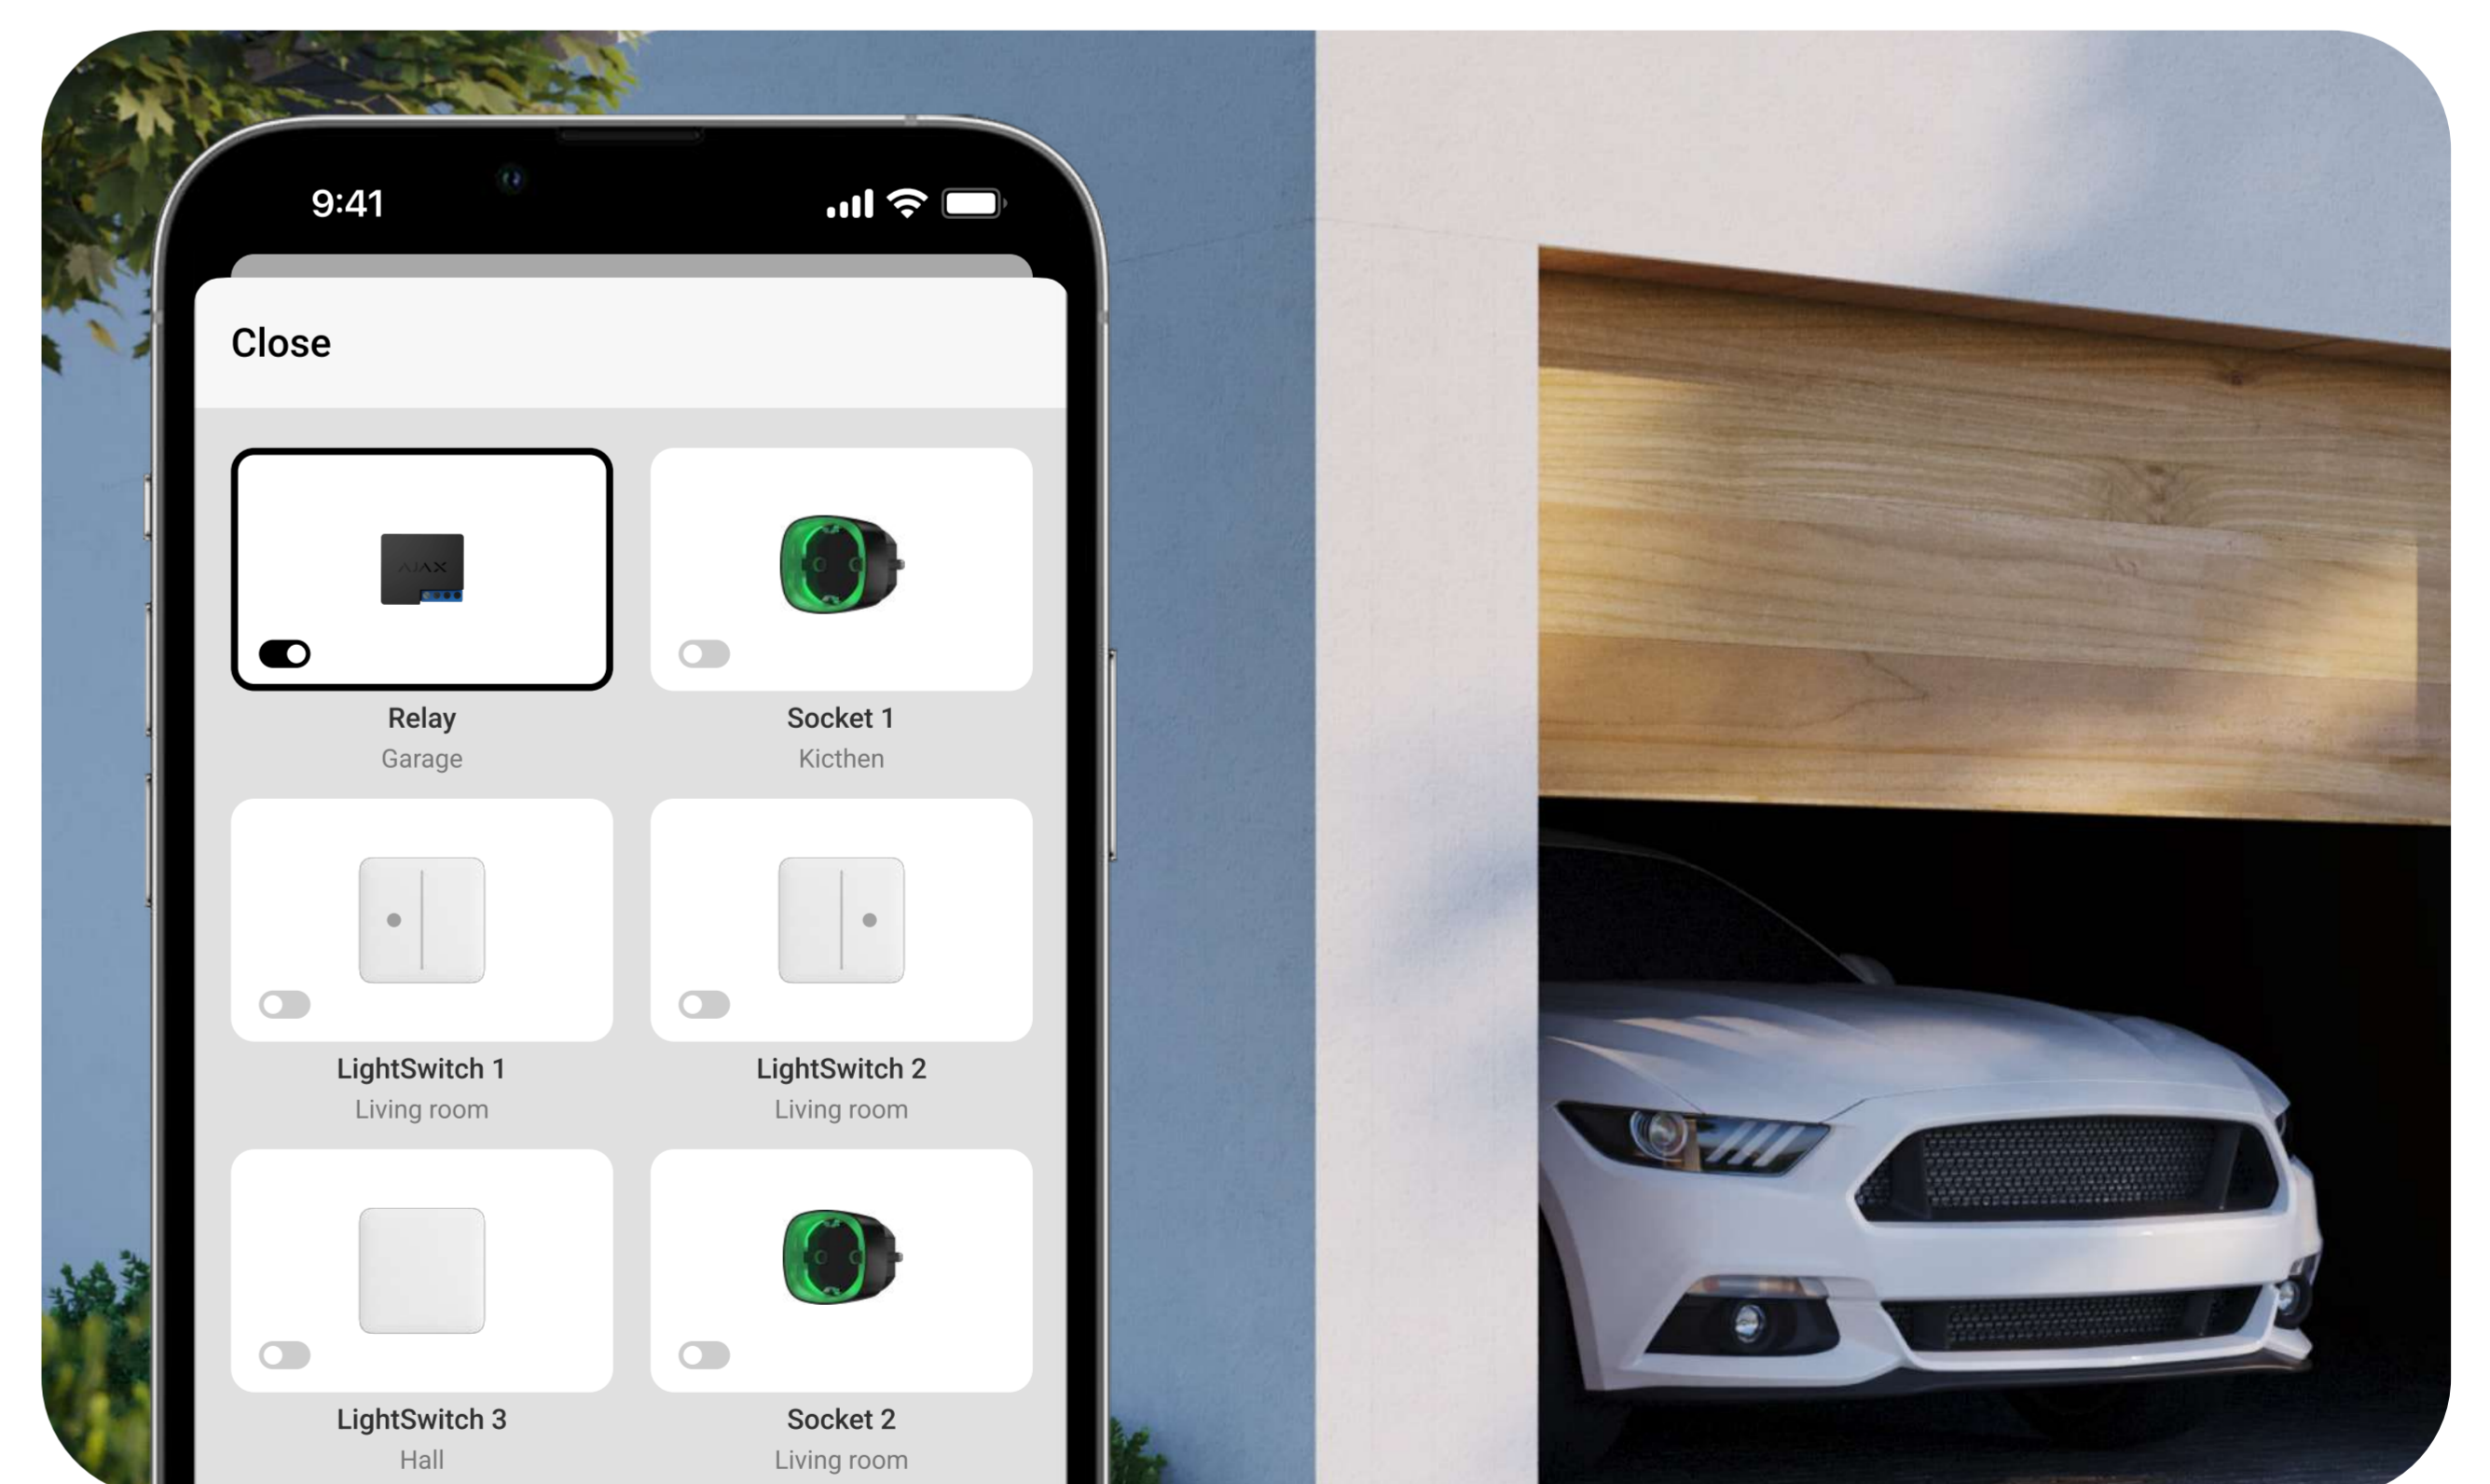 9:41
Close
AJAX
Relay
Garage
Socket 1
Kicthen
LightSwitch 1
Living room
LightSwitch 2
Living room
LightSwitch 3
Hall
Socket 2
Living room